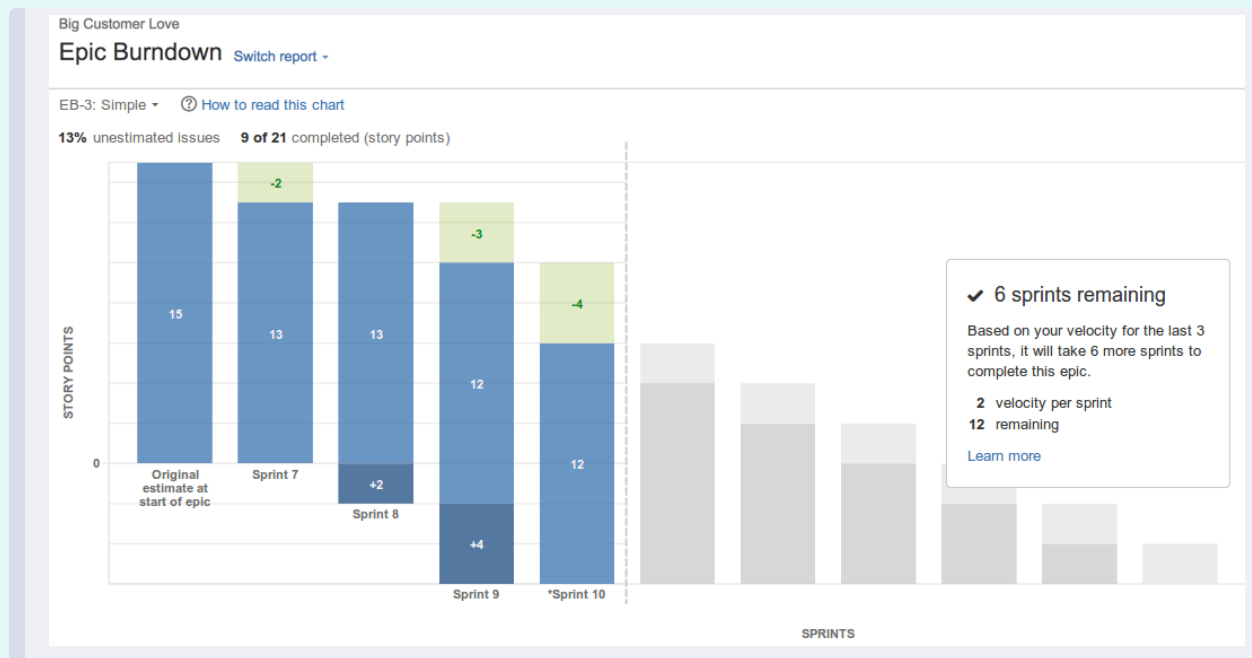 Big Customer Love
Epic Burndown Switch report
EB-3: Simple How to read this chart
13% unestimated issues 9 of 21 completed (story points)
-2
-3
-4
15
13
13
12
12
+2
+4
STORY POINTS
0
Original
estimate at
start of epic
Sprint 7
Sprint 8
Sprint 9
*Sprint 10
SPRINTS
6 sprints remaining
Based on your velocity for the last 3
sprints, it will take 6 more sprints to
complete this epic.
2 velocity per sprint
12 remaining
Learn more